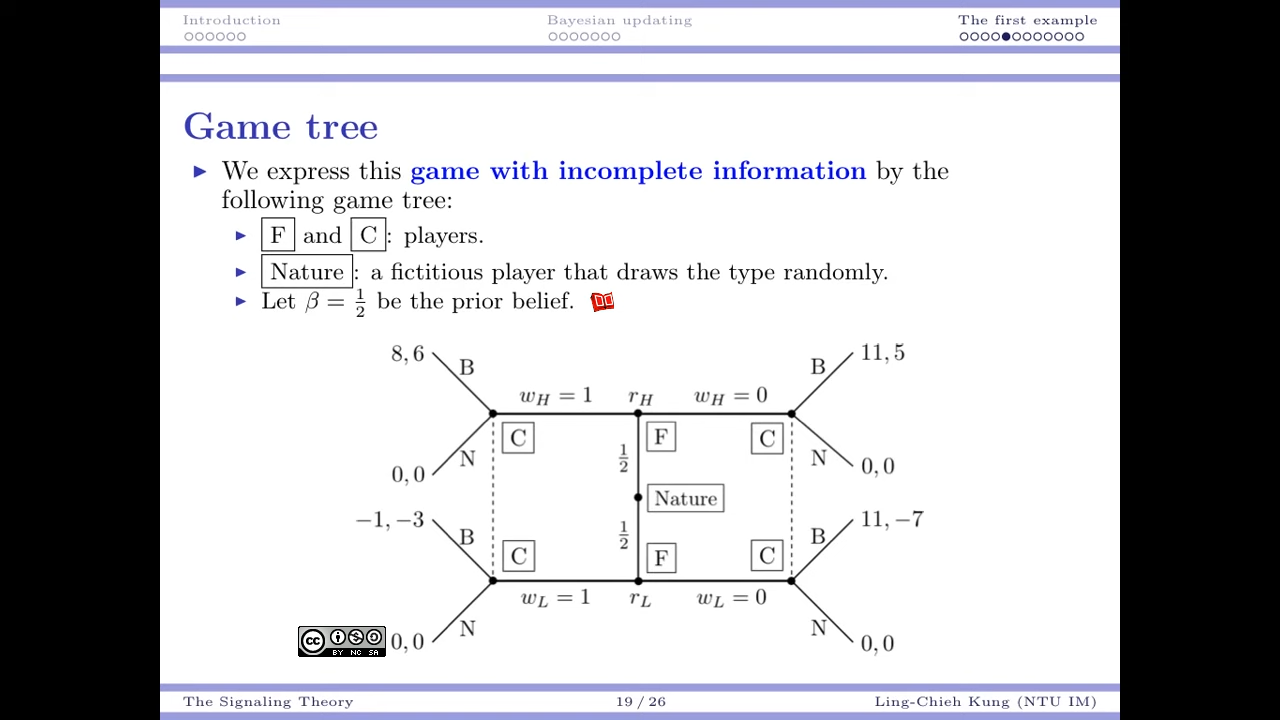 Introduction Bayesian updating The first example
Game tree
We express this game with incomplete information by the
following game tree:
F and C: players.
Nature: a fictitious player that draws the type randomly.
Let β = 1/2 be the prior belief.
8, 6 B B 11, 5
w_H = 1 r_H w_H = 0
C F C
N 1/2 N
0, 0 0, 0
Nature
−1, −3 B 1/2 B 11, −7
C F C
w_L = 1 r_L w_L = 0
N N
cc BY NC SA 0, 0 0, 0
The Signaling Theory 19 / 26 Ling-Chieh Kung (NTU IM)